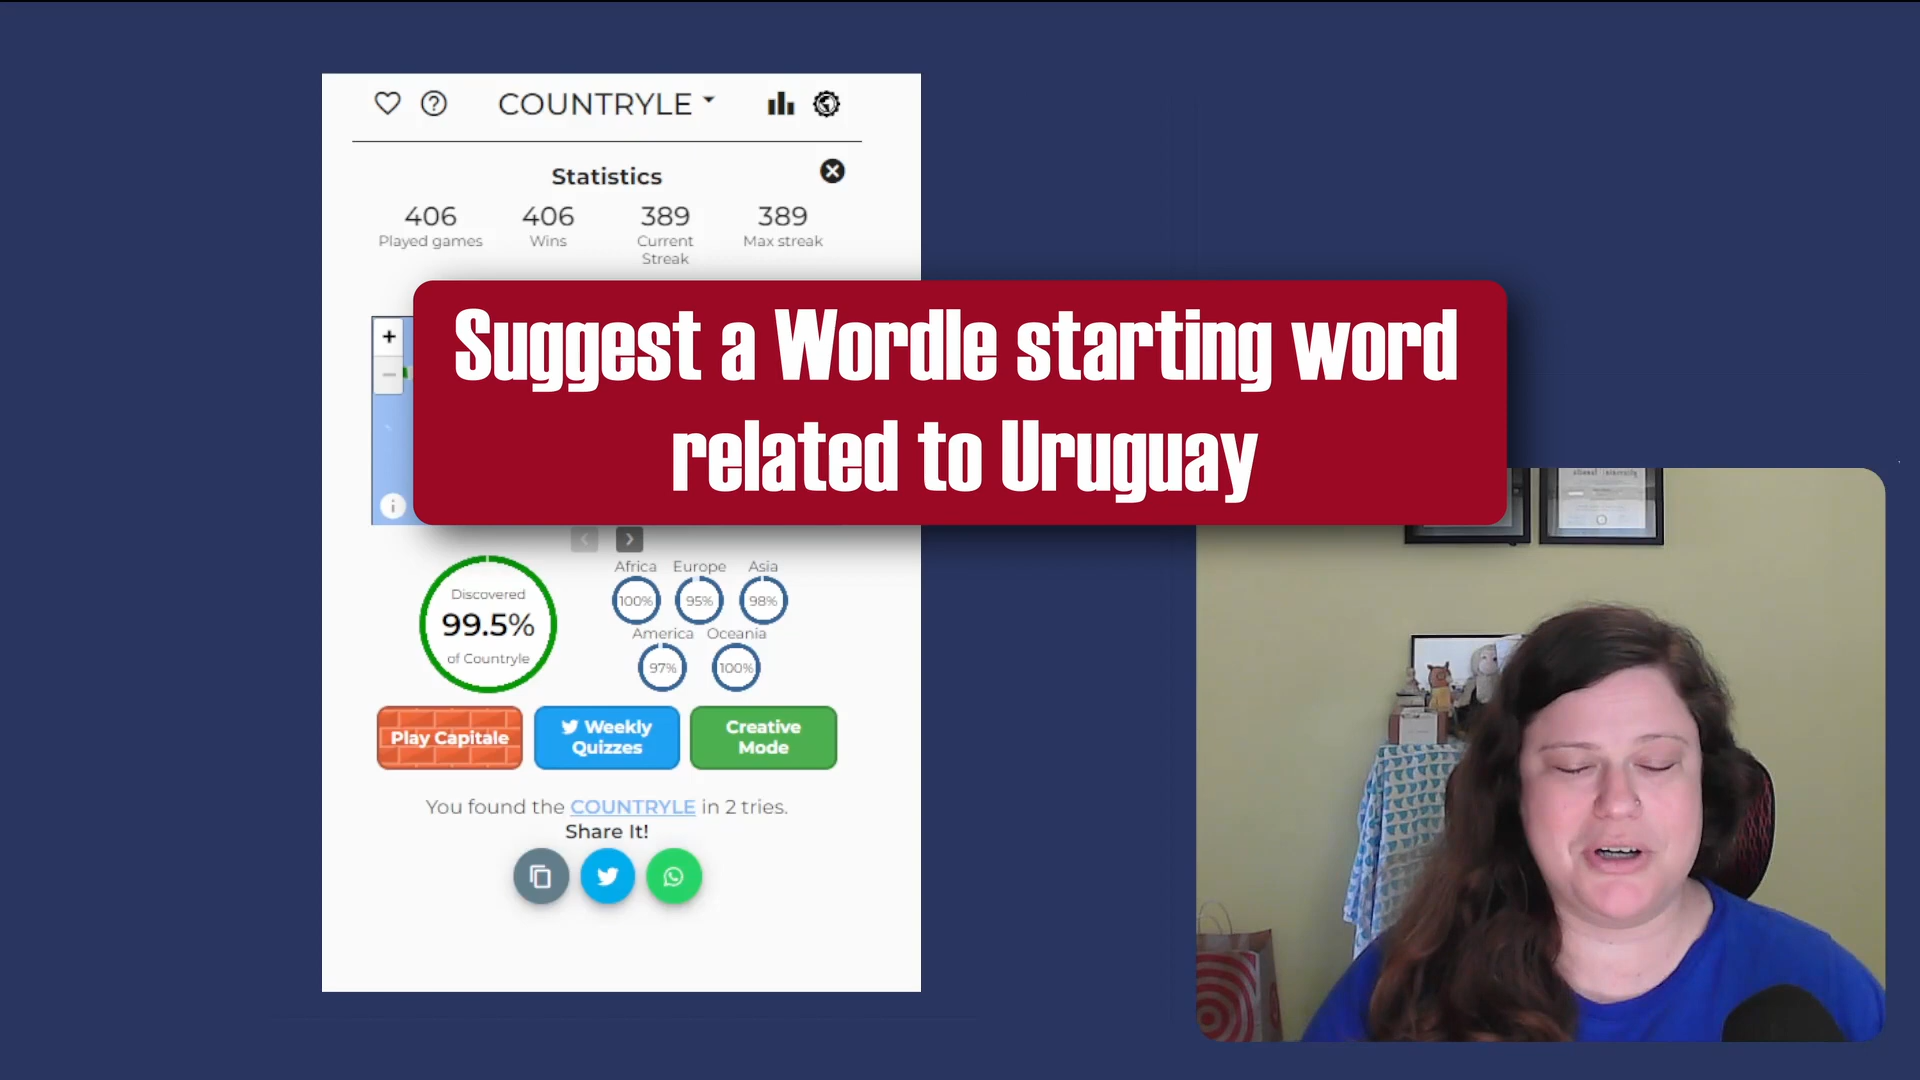 COUNTRYLE
Statistics
406
406
389
389
Played games
Wins
Current
Streak
Max streak
Suggest a Wordle starting word
related to Uruguay
Discovered
99.5%
of Countryle
Africa
Europe
Asia
100%
95%
98%
America
Oceania
97%
100%
Play Capitale
Weekly
Quizzes
Creative
Mode
You found the COUNTRYLE in 2 tries.
Share It!